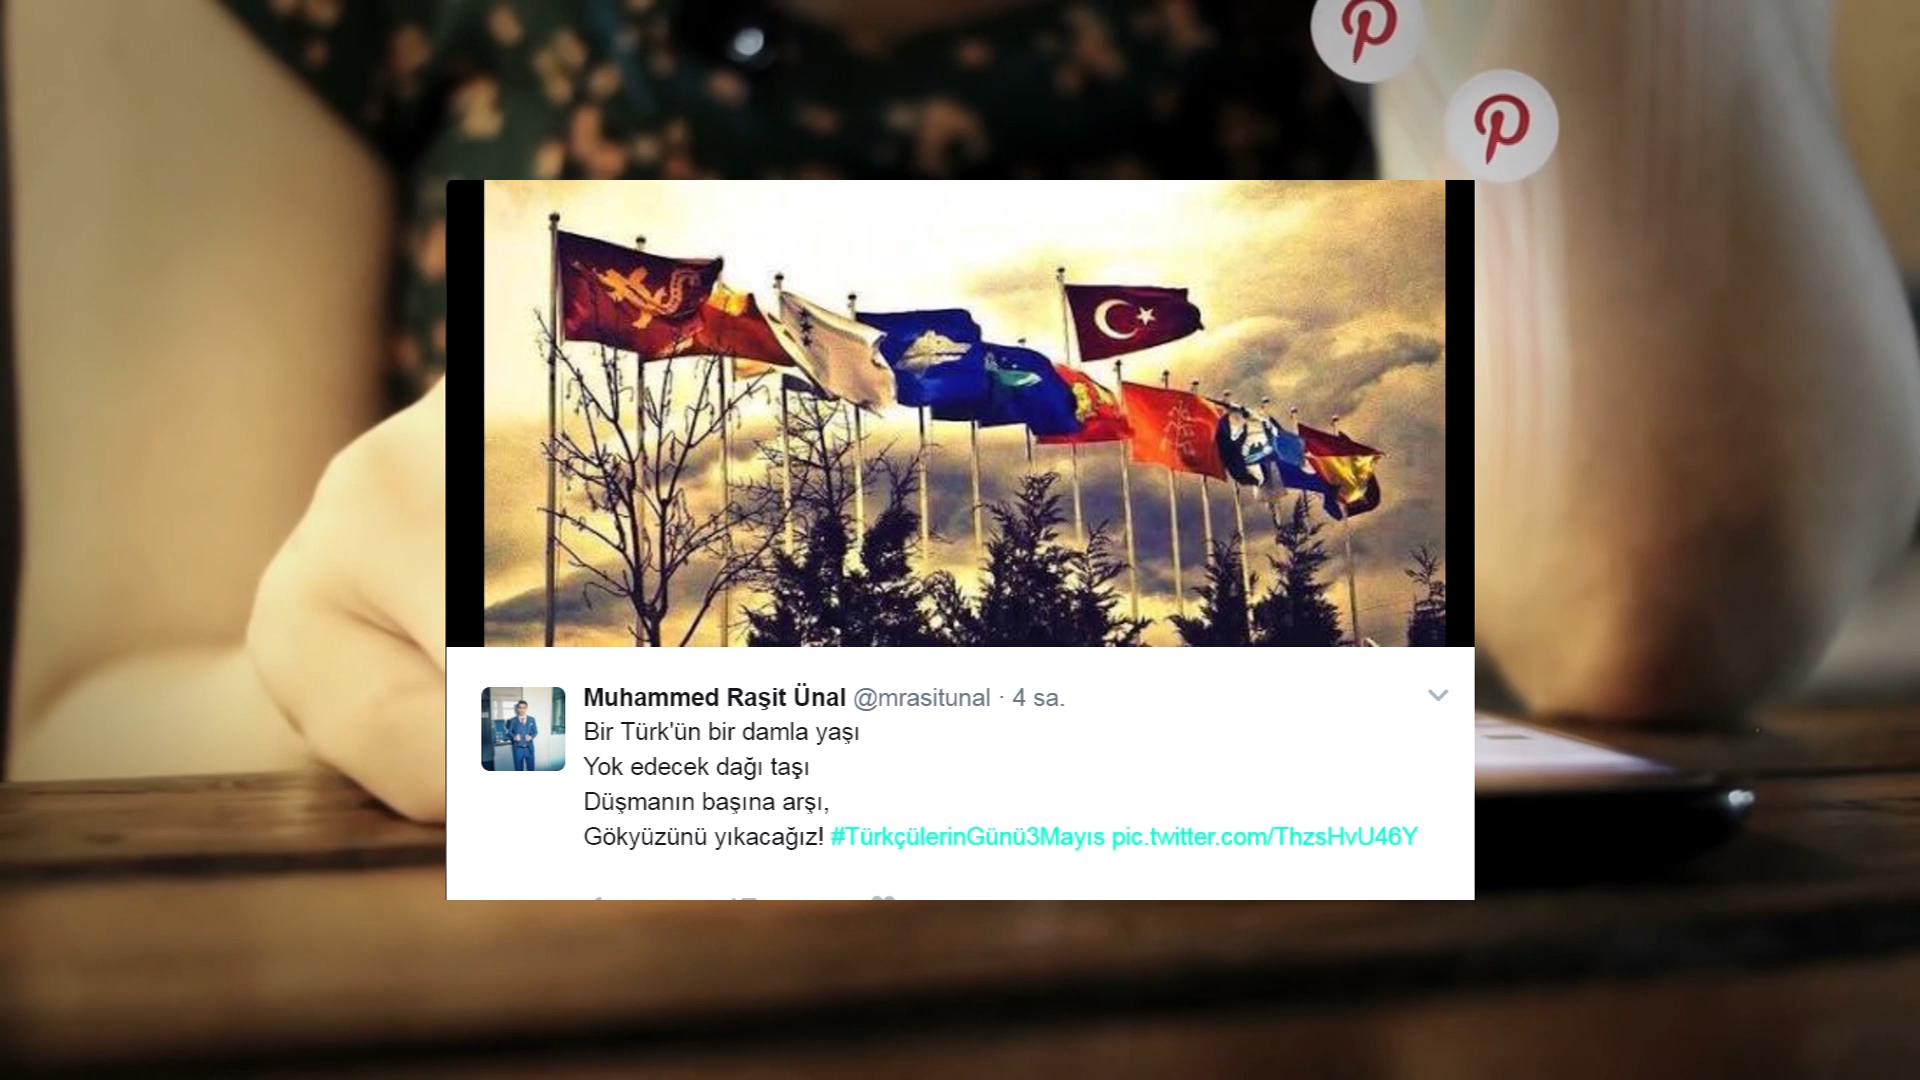 Muhammed Raşit Ünal @mrasitunal · 4 sa.
Bir Türk'ün bir damla yaşı
Yok edecek dağı taşı
Düşmanın başına arşı,
Gökyüzünü yıkacağız! #TürkçülerinGünü3Mayıs pic.twitter.com/ThzsHvU46Y